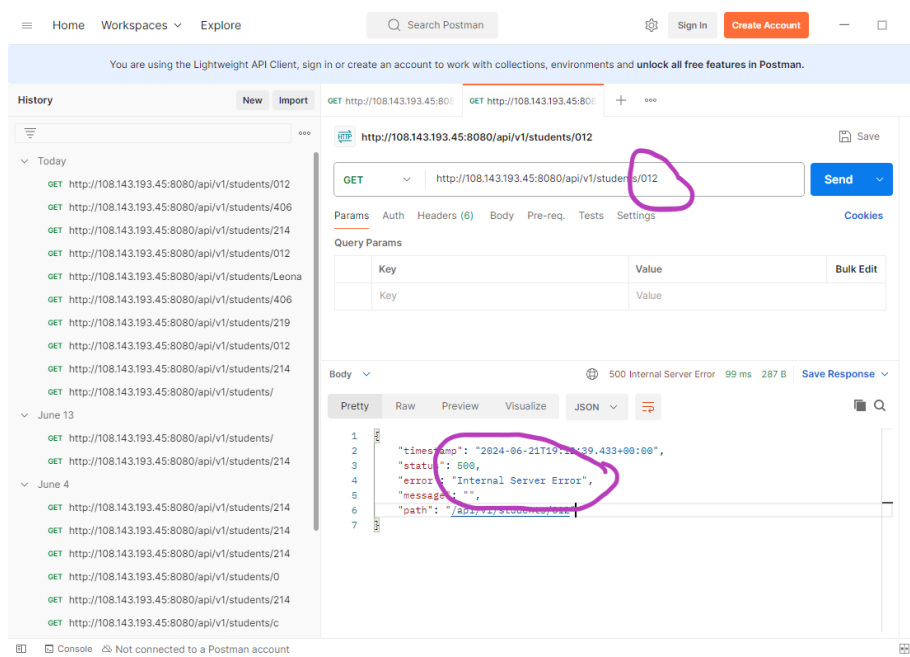 Home Workspaces Explore Search Postman Sign In Create Account
You are using the Lightweight API Client, sign in or create an account to work with collections, environments and unlock all free features in Postman.
History New Import
GET http://108.143.193.45:808 GET http://108.143.193.45:808
HTTP http://108.143.193.45:8080/api/v1/students/012 Save
Today
GET http://108.143.193.45:8080/api/v1/students/012
GET http://108.143.193.45:8080/api/v1/students/406
GET http://108.143.193.45:8080/api/v1/students/214
GET http://108.143.193.45:8080/api/v1/students/012
GET http://108.143.193.45:8080/api/v1/students/Leona
GET http://108.143.193.45:8080/api/v1/students/406
GET http://108.143.193.45:8080/api/v1/students/219
GET http://108.143.193.45:8080/api/v1/students/012
GET http://108.143.193.45:8080/api/v1/students/214
GET http://108.143.193.45:8080/api/v1/students/
June 13
GET http://108.143.193.45:8080/api/v1/students/
GET http://108.143.193.45:8080/api/v1/students/214
June 4
GET http://108.143.193.45:8080/api/v1/students/214
GET http://108.143.193.45:8080/api/v1/students/214
GET http://108.143.193.45:8080/api/v1/students/214
GET http://108.143.193.45:8080/api/v1/students/0
GET http://108.143.193.45:8080/api/v1/students/214
GET http://108.143.193.45:8080/api/v1/students/c
GET http://108.143.193.45:8080/api/v1/students/012 Send
Params Auth Headers (6) Body Pre-req. Tests Settings Cookies
Query Params
Key Value Bulk Edit
Key Value
Body 500 Internal Server Error 99 ms 287 B Save Response
Pretty Raw Preview Visualize JSON
1 {
2 "timestamp": "2024-06-21T19: :39.433+00:00",
3 "status": 500,
4 "error": "Internal Server Error",
5 "message": "",
6 "path": "/api/v1/students/012"
7 }
Console Not connected to a Postman account